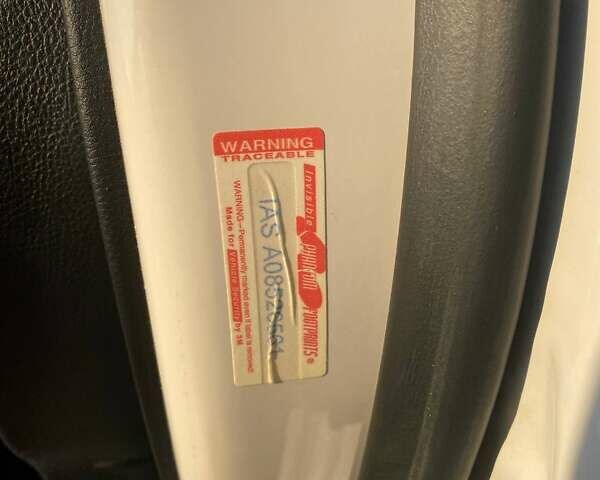 WARNING
TRACEABLE
Invisible
PHANTOM
FOOTPRINTS®
IAS A08520501
WARNING–Permanently marked even if label is removed
Made for Vehicle Security by 3M